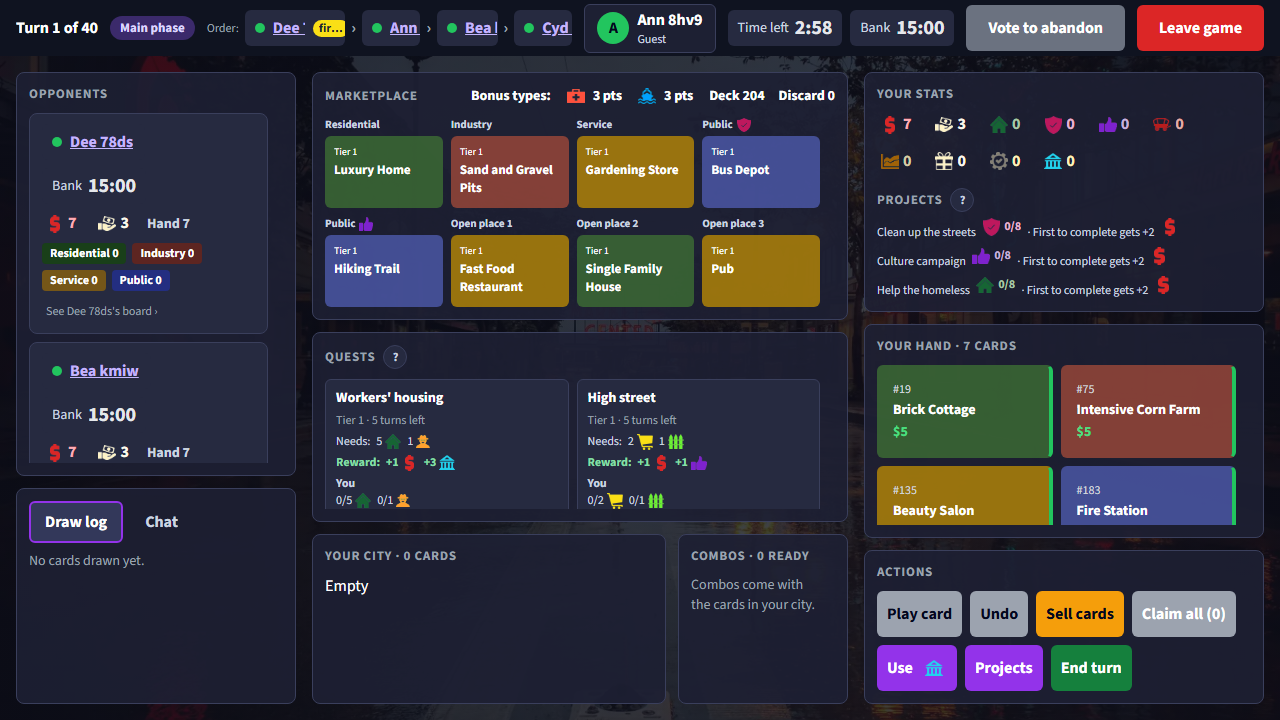 Turn 1 of 40
Main phase
Order:
Dee
fir...
›
Ann
›
Bea
›
Cyd
A
Ann 8hv9
Guest
Time left 2:58
Bank 15:00
Vote to abandon
Leave game
OPPONENTS
Dee 78ds
Bank 15:00
7 3 Hand 7
Residential 0 Industry 0
Service 0 Public 0
See Dee 78ds's board ›
Bea kmiw
Bank 15:00
7 3 Hand 7
Draw log Chat
No cards drawn yet.
MARKETPLACE Bonus types: 3 pts 3 pts Deck 204 Discard 0
Residential Industry Service Public
Tier 1
Luxury Home
Tier 1
Sand and Gravel
Pits
Tier 1
Gardening Store
Tier 1
Bus Depot
Public Open place 1 Open place 2 Open place 3
Tier 1
Hiking Trail
Tier 1
Fast Food
Restaurant
Tier 1
Single Family
House
Tier 1
Pub
QUESTS ?
Workers' housing
Tier 1 · 5 turns left
Needs: 5 1
Reward: +1 +3
You
0/5 0/1
High street
Tier 1 · 5 turns left
Needs: 2 1
Reward: +1 +1
You
0/2 0/1
YOUR CITY · 0 CARDS
Empty
COMBOS · 0 READY
Combos come with
the cards in your city.
YOUR STATS
7 3 0 0 0 0
0 0 0 0
PROJECTS ?
Clean up the streets 0/8 · First to complete gets +2
Culture campaign 0/8 · First to complete gets +2
Help the homeless 0/8 · First to complete gets +2
YOUR HAND · 7 CARDS
#19
Brick Cottage
$5
#75
Intensive Corn Farm
$5
#135
Beauty Salon
#183
Fire Station
ACTIONS
Play card Undo Sell cards Claim all (0)
Use Projects End turn